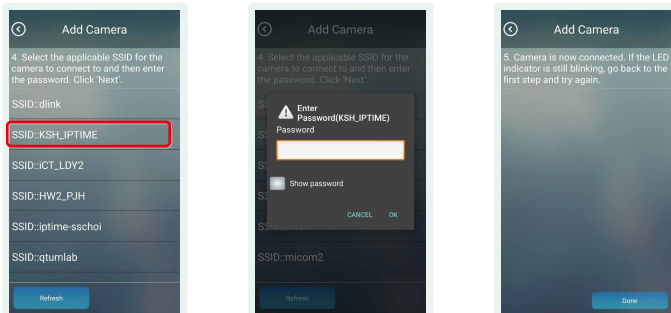 Add Camera
4. Select the applicable SSID for the
camera to connect to and then enter
the password. Click 'Next'.
SSID::dlink
SSID::KSH_IPTIME
SSID::iCT_LDY2
SSID::HW2_PJH
SSID::iptime-sschoi
SSID::qtumlab
Refresh
Add Camera
4. Select the applicable SSID for the
camera to connect to and then enter
the password. Click 'Next'.
Enter
Password(KSH_IPTIME)
Password
Show password
CANCEL OK
SSID::micom2
Refresh
Add Camera
5. Camera is now connected. If the LED
indicator is still blinking, go back to the
first step and try again.
Done